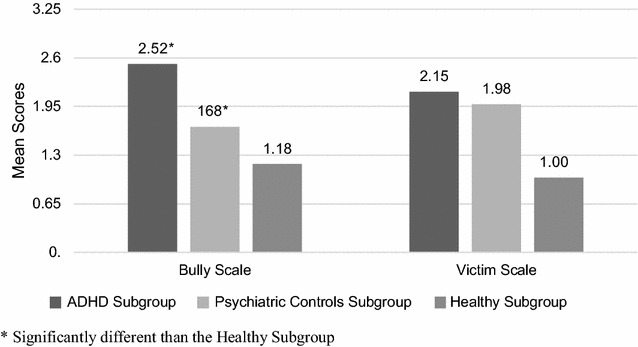 3.25
2.6
1.95
1.3
0.65
0.
Mean Scores
2.52*
168*
1.18
2.15
1.98
1.00
Bully Scale
Victim Scale
ADHD Subgroup
Psychiatric Controls Subgroup
Healthy Subgroup
* Significantly different than the Healthy Subgroup